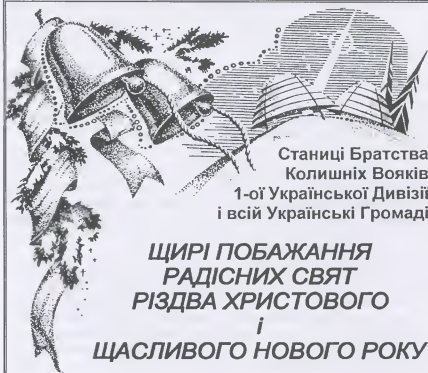 Станиці Братства
Колишніх Вояків
1-ої Української Дивізії
і всій Українські Громаді
ЩИРІ ПОБАЖАННЯ
РАДІСНИХ СВЯТ
РІЗДВА ХРИСТОВОГО
і
ЩАСЛИВОГО НОВОГО РОКУ